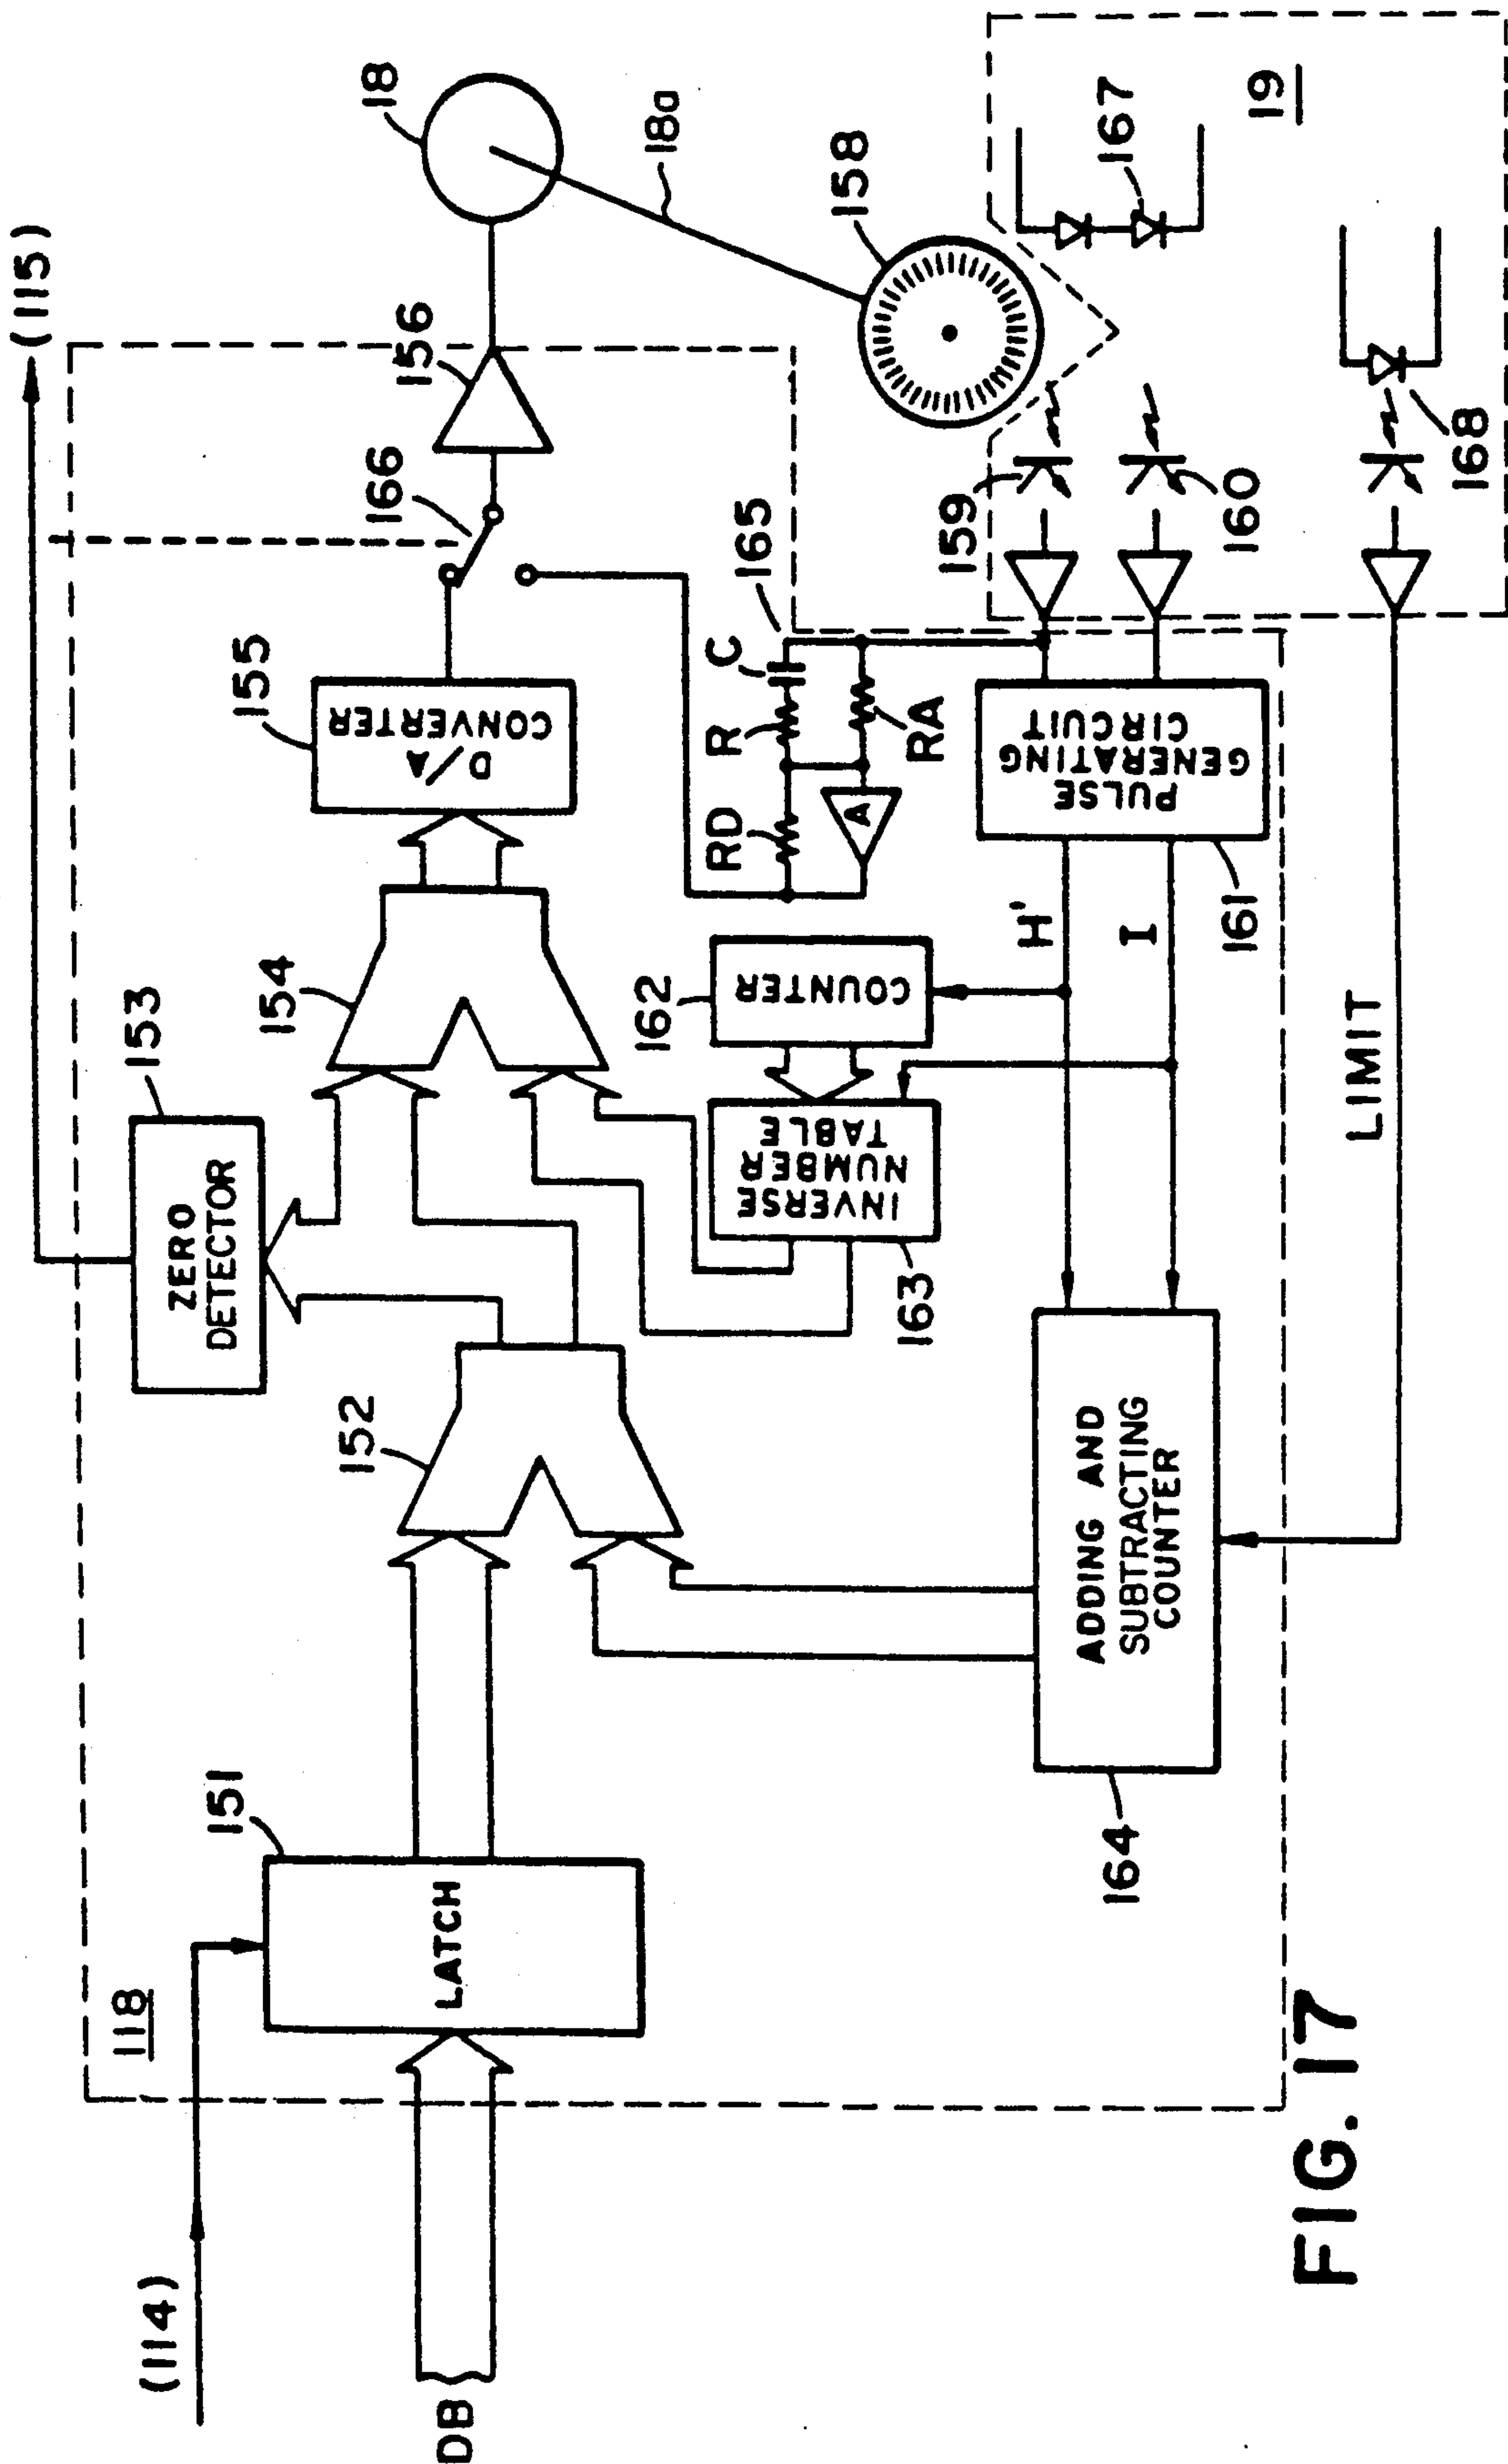 (115)
(114)
118
DB
151
LATCH
152
153
ZERO
DETECTOR
154
155
D/A
CONVERTER
166
156
18
18a
158
165
C
R
RD
RA
A
162
COUNTER
163
INVERSE
NUMBER
TABLE
161
PULSE
GENERATING
CIRCUIT
H'
I
159
160
167
168
19
LIMIT
164
ADDING AND
SUBTRACTING
COUNTER
FIG. 17